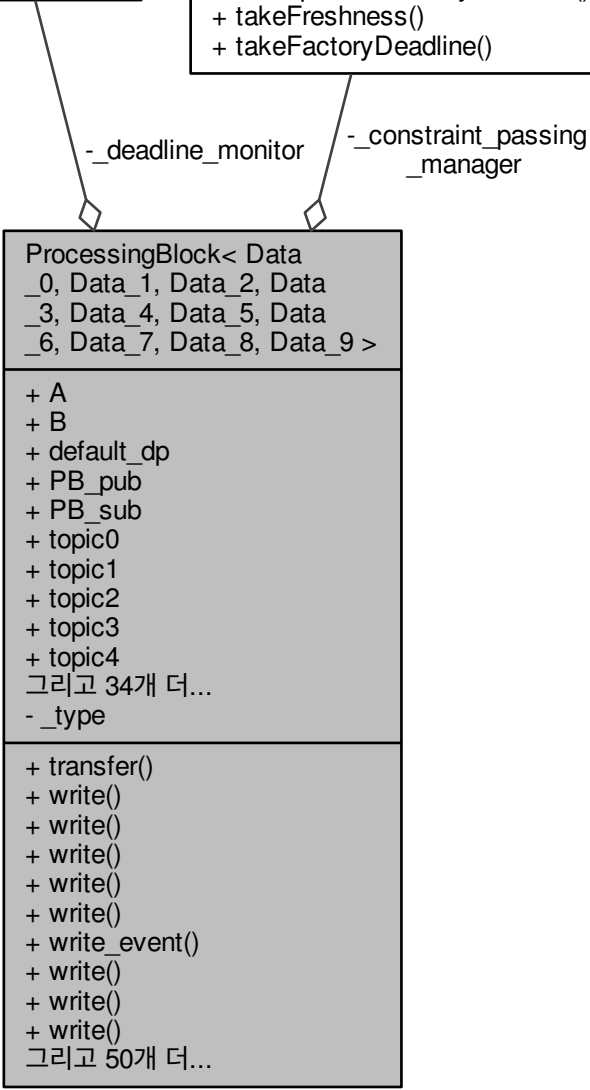 + takeFreshness()
+ takeFactoryDeadline()
-_deadline_monitor
-_constraint_passing
_manager
ProcessingBlock< Data
_0, Data_1, Data_2, Data
_3, Data_4, Data_5, Data
_6, Data_7, Data_8, Data_9 >
+ A
+ B
+ default_dp
+ PB_pub
+ PB_sub
+ topic0
+ topic1
+ topic2
+ topic3
+ topic4
그리고 34개 더...
- _type
+ transfer()
+ write()
+ write()
+ write()
+ write()
+ write()
+ write_event()
+ write()
+ write()
+ write()
그리고 50개 더...